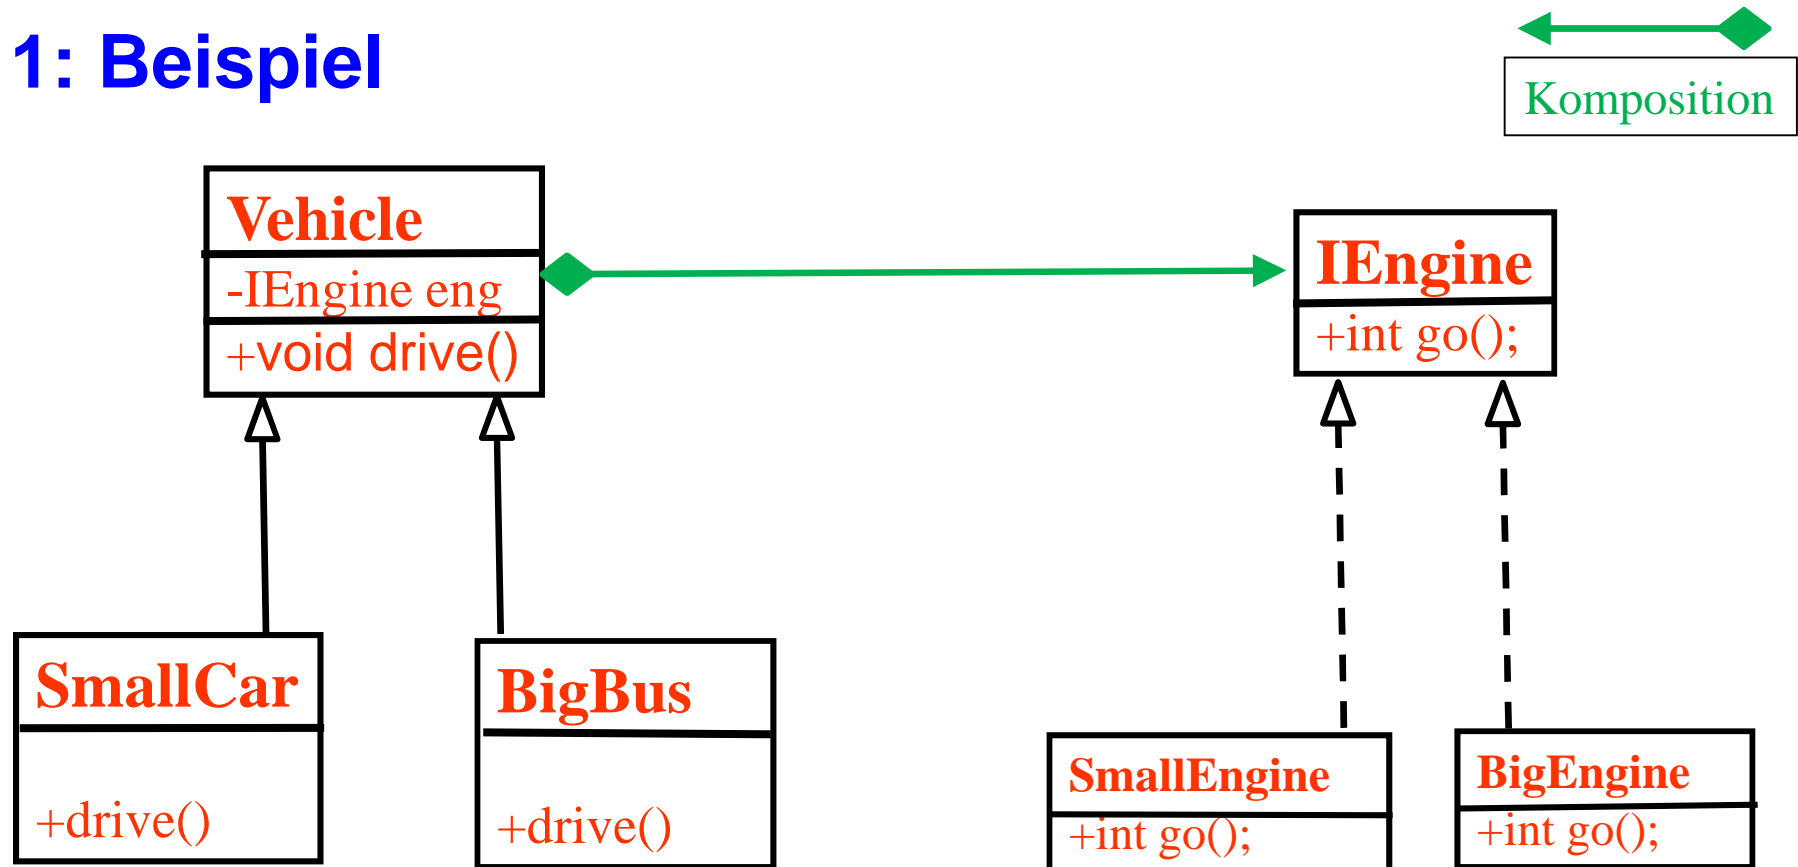 1: Beispiel
Komposition
Vehicle
-IEngine eng
+void drive()
IEngine
+int go();
SmallCar
+drive()
BigBus
+drive()
SmallEngine
+int go();
BigEngine
+int go();